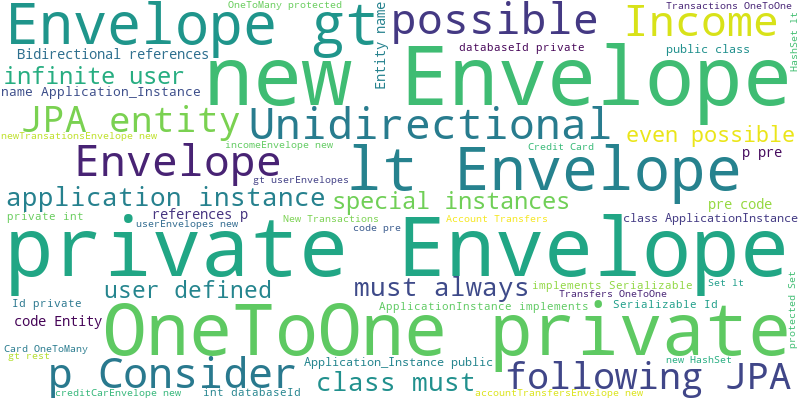 OneToMany protected
Transactions OneToOne
Envelope gt
possible
Income
Bidirectional references
Entity name
databaseId private
public class
HashSet lt
infinite user
new Envelope
name Application_Instance
JPA entity
Unidirectional
even possible
newTransationsEnvelope new
incomeEnvelope new
Credit Card
Envelope
lt Envelope
p pre
gt userEnvelopes
application instance
special instances
pre code
private int
references p
New Transactions
Account Transfers
class ApplicationInstance
userEnvelopes new
code pre
private Envelope
user defined
must always
implements Serializable
Set lt
Transfers OneToOne
protected Set
Id private
OneToOne private
ApplicationInstance implements
Serializable Id
code Entity
Card OneToMany
gt rest
Application_Instance public
new HashSet
p Consider
class must
following JPA
creditCarEnvelope new
int databaseId
accountTransfersEnvelope new